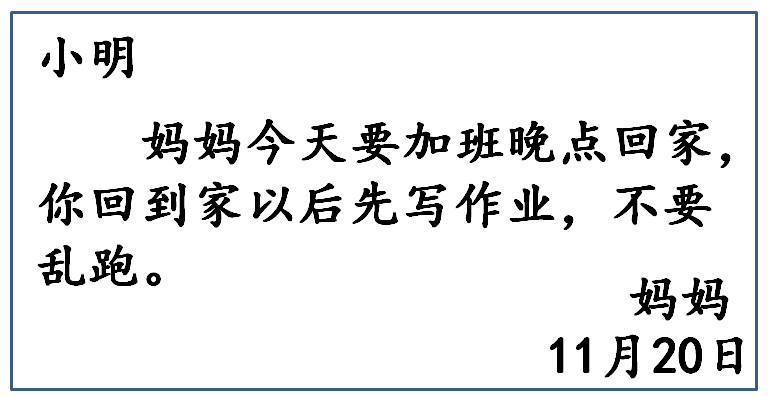 小明
妈妈今天要加班晚点回家，
你回到家以后先写作业，不要
乱跑。
妈妈
11月20日